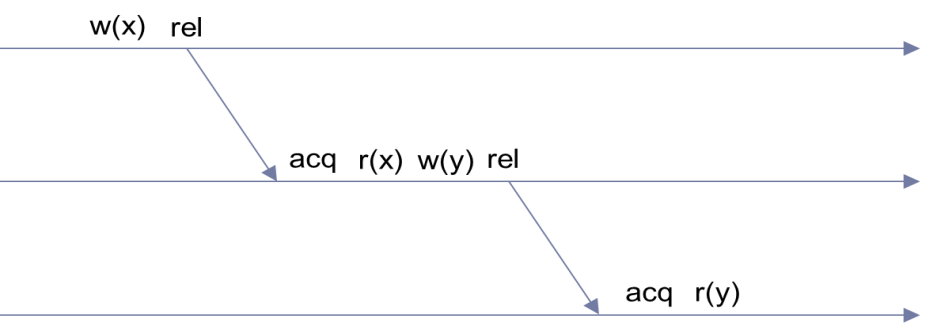 w(x) rel
acq r(x) w(y) rel
acq r(y)